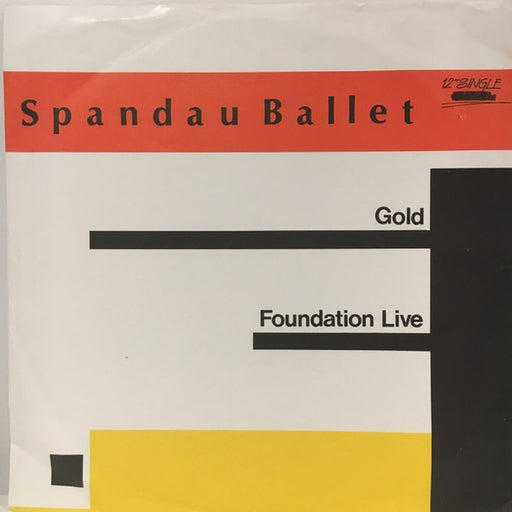 12" SINGLE
Spandau Ballet
Gold
Foundation Live